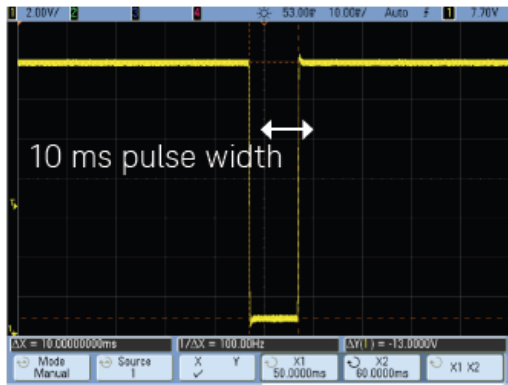 1 2.00V/ 2 3 4 53.00s 10.00s/ Auto 1 7.70V
10 ms pulse width
ΔX = 10.00000000ms 1/ΔX = 100.00Hz ΔY(1) = -13.0000V
Mode Source X Y X1 X2 X1 X2
Manual 1 50.0000ms 60.0000ms